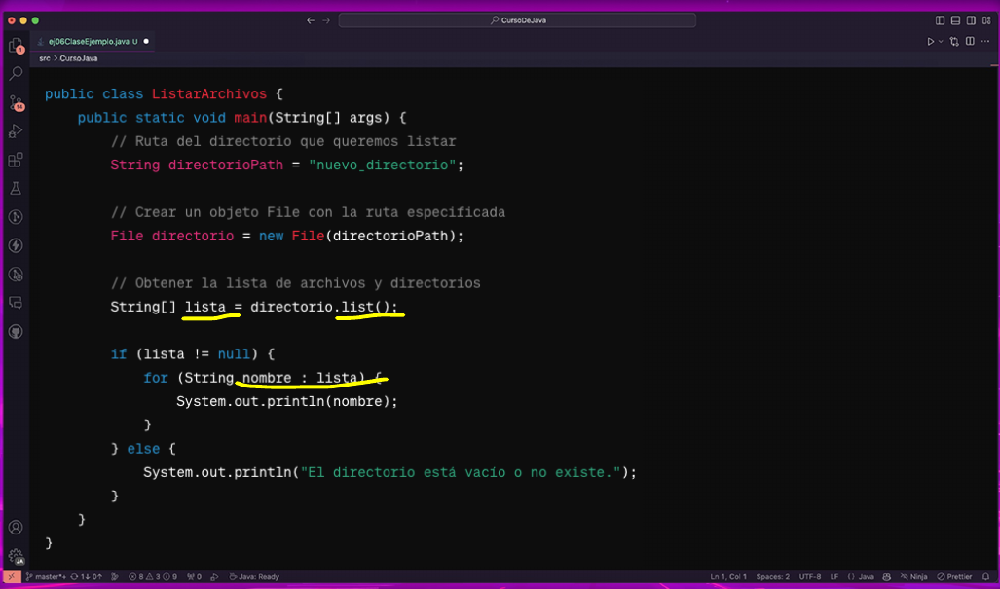 CursoDeJava
ej06ClaseEjemplo.java U
src > CursoJava
1
14
public class ListarArchivos {
public static void main(String[] args) {
// Ruta del directorio que queremos listar
String directorioPath = "nuevo_directorio";
// Crear un objeto File con la ruta especificada
File directorio = new File(directorioPath);
// Obtener la lista de archivos y directorios
String[] lista = directorio.list();
if (lista != null) {
for (String nombre : lista) {
System.out.println(nombre);
}
} else {
System.out.println("El directorio está vacío o no existe.");
}
}
}
JA
master*+ 1↓ 0↑ 8 3 9 0 Java: Ready Ln 1, Col 1 Spaces: 2 UTF-8 LF {} Java Ninja Prettier